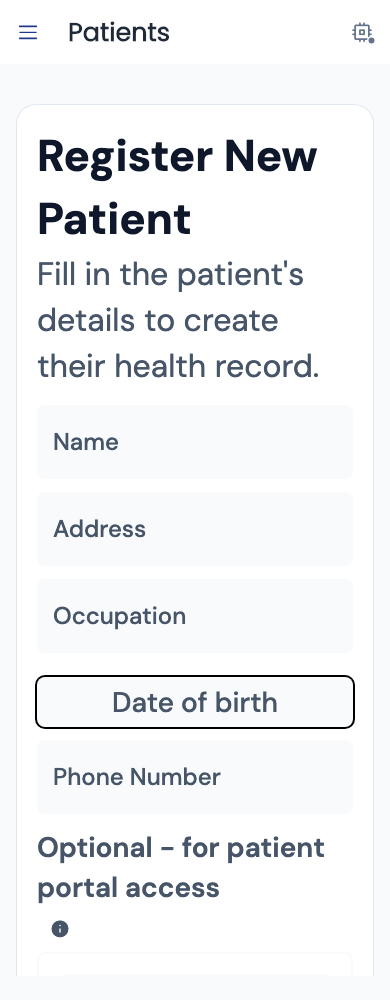 Patients
Register New
Patient
Fill in the patient's
details to create
their health record.
Name
Address
Occupation
Date of birth
Phone Number
Optional – for patient
portal access